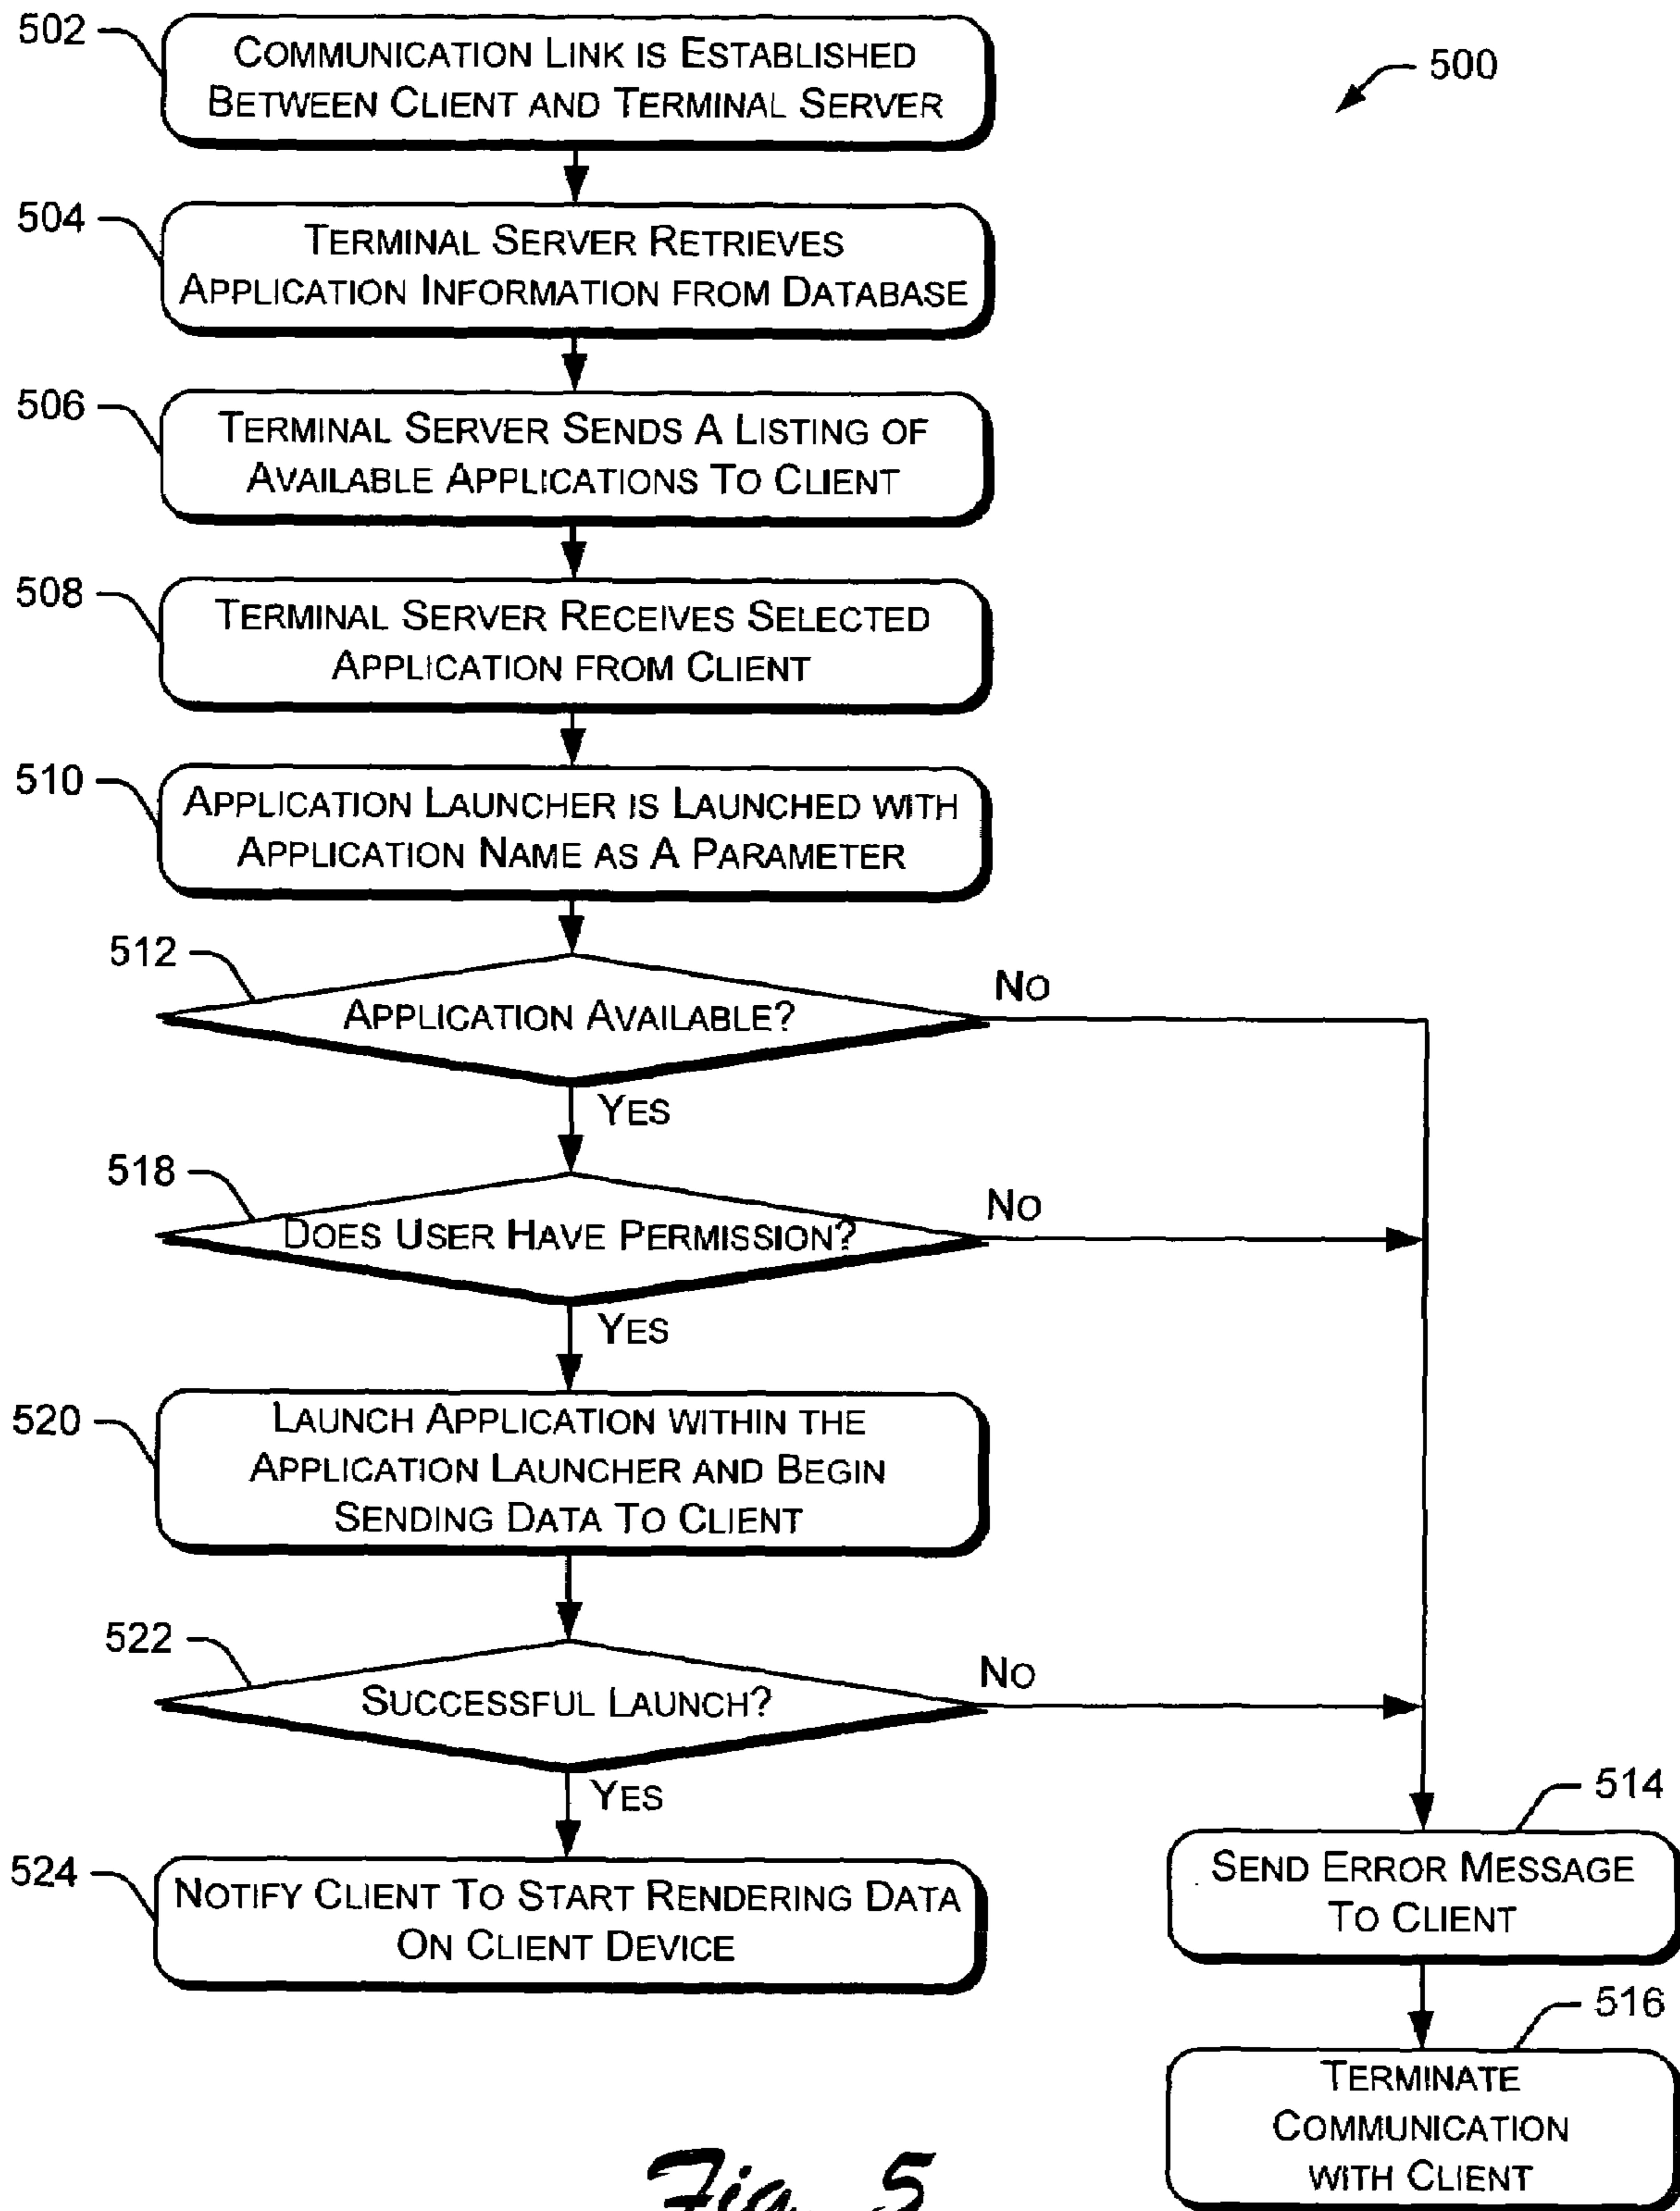 502
COMMUNICATION LINK IS ESTABLISHED
BETWEEN CLIENT AND TERMINAL SERVER
500
504
TERMINAL SERVER RETRIEVES
APPLICATION INFORMATION FROM DATABASE
506
TERMINAL SERVER SENDS A LISTING OF
AVAILABLE APPLICATIONS TO CLIENT
508
TERMINAL SERVER RECEIVES SELECTED
APPLICATION FROM CLIENT
510
APPLICATION LAUNCHER IS LAUNCHED WITH
APPLICATION NAME AS A PARAMETER
512
APPLICATION AVAILABLE?
NO
YES
518
DOES USER HAVE PERMISSION?
NO
YES
520
LAUNCH APPLICATION WITHIN THE
APPLICATION LAUNCHER AND BEGIN
SENDING DATA TO CLIENT
522
SUCCESSFUL LAUNCH?
NO
YES
524
NOTIFY CLIENT TO START RENDERING DATA
ON CLIENT DEVICE
514
SEND ERROR MESSAGE
TO CLIENT
516
TERMINATE
COMMUNICATION
WITH CLIENT
Fig. 5